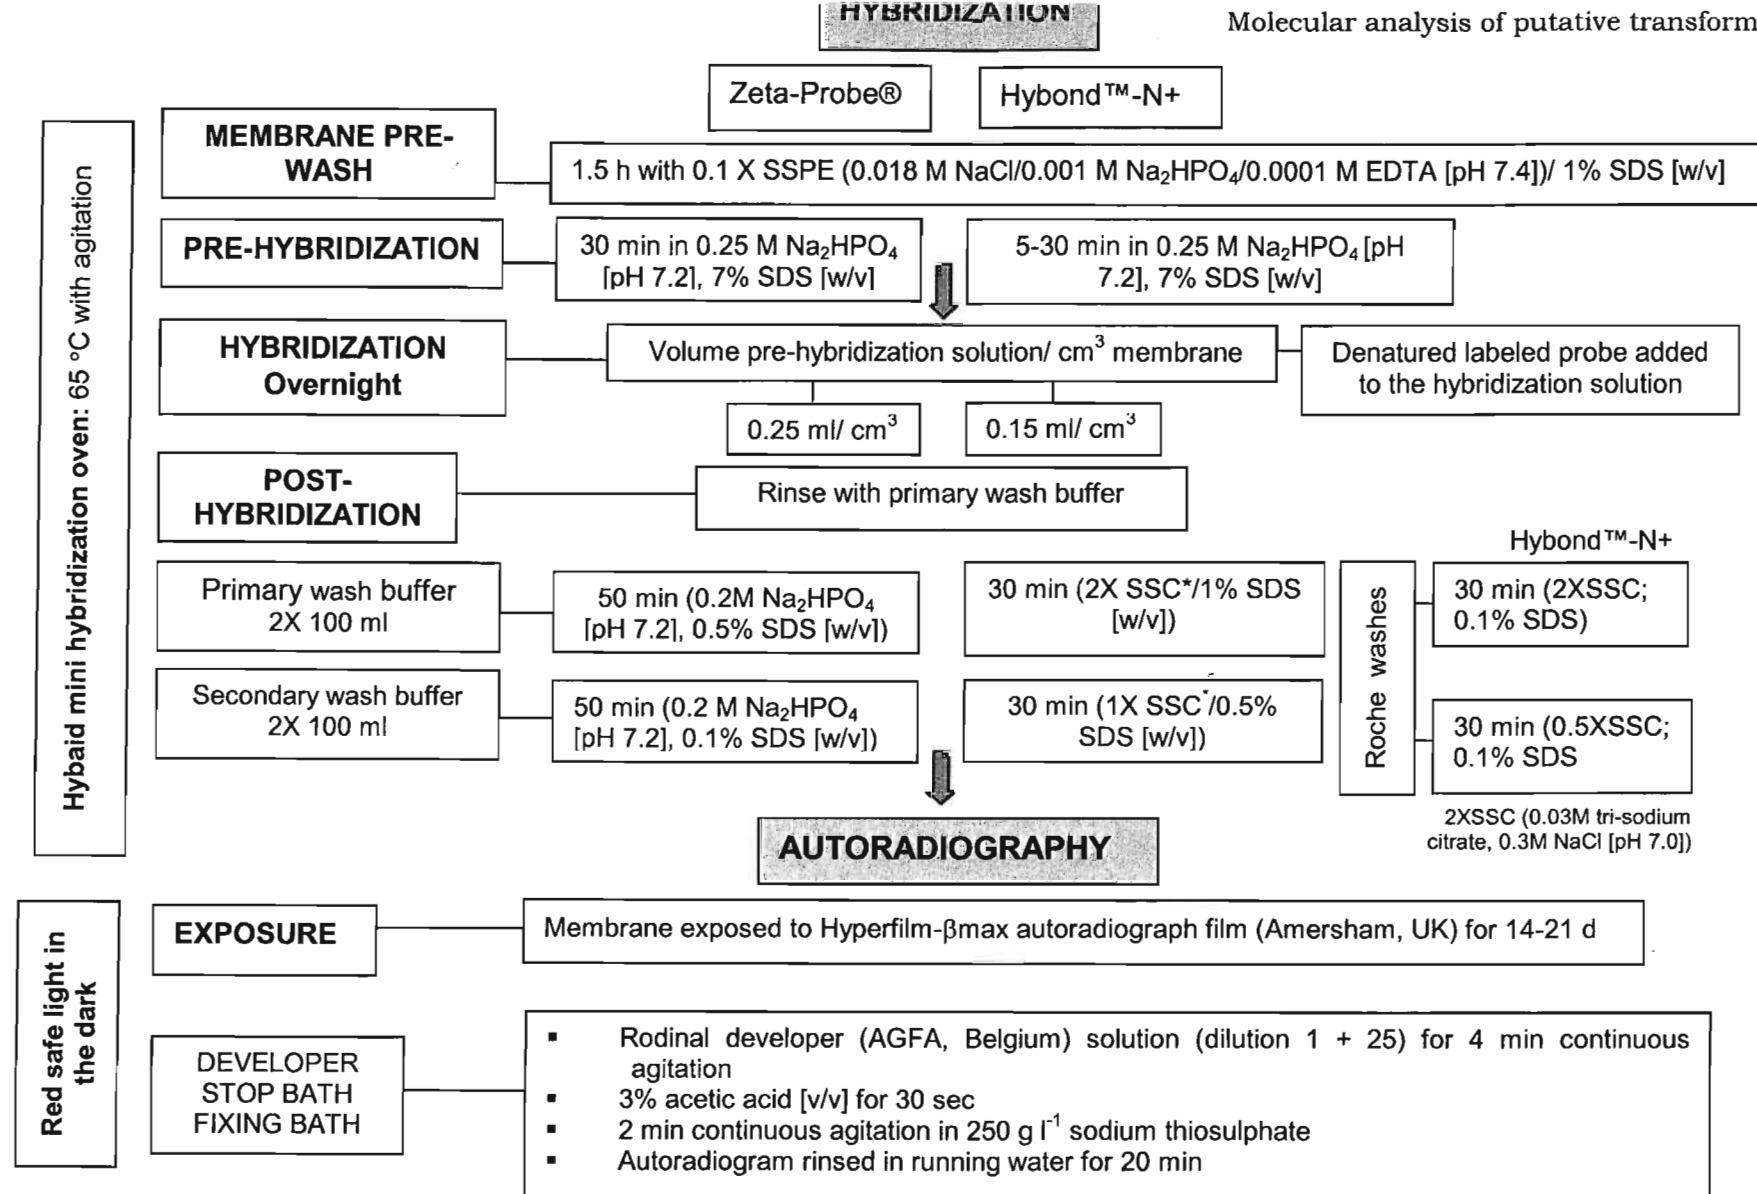 HYBRIDIZATION
Molecular analysis of putative transform
Zeta-Probe®
Hybond™-N+
Hybaid mini hybridization oven: 65 °C with agitation
MEMBRANE PRE-
WASH
1.5 h with 0.1 X SSPE (0.018 M NaCl/0.001 M Na₂HPO₄/0.0001 M EDTA [pH 7.4])/ 1% SDS [w/v]
PRE-HYBRIDIZATION
30 min in 0.25 M Na₂HPO₄
[pH 7.2], 7% SDS [w/v]
5-30 min in 0.25 M Na₂HPO₄ [pH
7.2], 7% SDS [w/v]
HYBRIDIZATION
Overnight
Volume pre-hybridization solution/ cm³ membrane
Denatured labeled probe added
to the hybridization solution
0.25 ml/ cm³
0.15 ml/ cm³
POST-
HYBRIDIZATION
Rinse with primary wash buffer
Primary wash buffer
2X 100 ml
50 min (0.2M Na₂HPO₄
[pH 7.2], 0.5% SDS [w/v])
30 min (2X SSC*/1% SDS
[w/v])
Roche washes
Hybond™-N+
30 min (2XSSC;
0.1% SDS)
Secondary wash buffer
2X 100 ml
50 min (0.2 M Na₂HPO₄
[pH 7.2], 0.1% SDS [w/v])
30 min (1X SSC*/0.5%
SDS [w/v])
30 min (0.5XSSC;
0.1% SDS
2XSSC (0.03M tri-sodium
citrate, 0.3M NaCl [pH 7.0])
AUTORADIOGRAPHY
Red safe light in
the dark
EXPOSURE
Membrane exposed to Hyperfilm-βmax autoradiograph film (Amersham, UK) for 14-21 d
DEVELOPER
STOP BATH
FIXING BATH
▪ Rodinal developer (AGFA, Belgium) solution (dilution 1 + 25) for 4 min continuous
agitation
▪ 3% acetic acid [v/v] for 30 sec
▪ 2 min continuous agitation in 250 g l⁻¹ sodium thiosulphate
▪ Autoradiogram rinsed in running water for 20 min